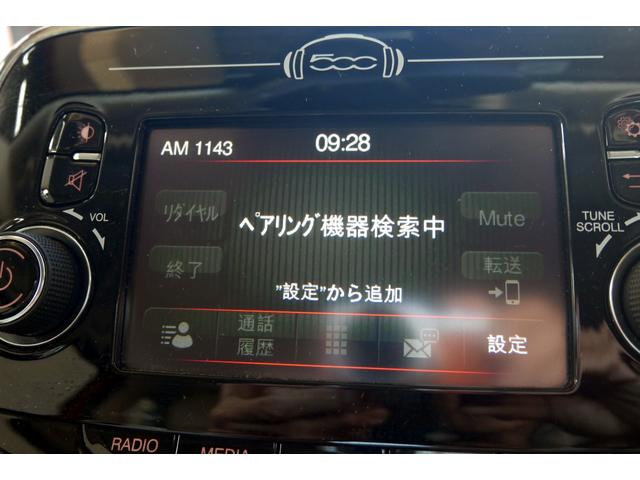 500
AM 1143
09:28
VOL
リダイヤル
ペアリング機器検索中
Mute
TUNE
SCROLL
終了
転送
"設定"から追加
通話
履歴
設定
RADIO
MEDIA